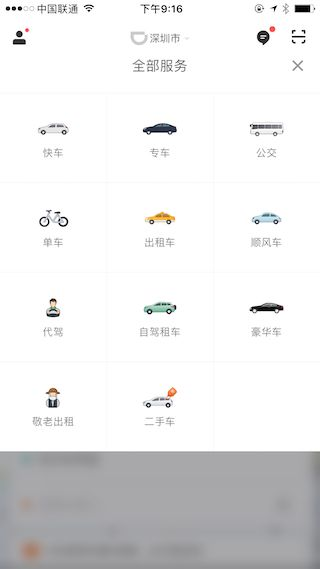 中国联通 下午9:16
深圳市
全部服务
快车 专车 公交
单车 出租车 顺风车
代驾 自驾租车 豪华车
敬老出租 二手车